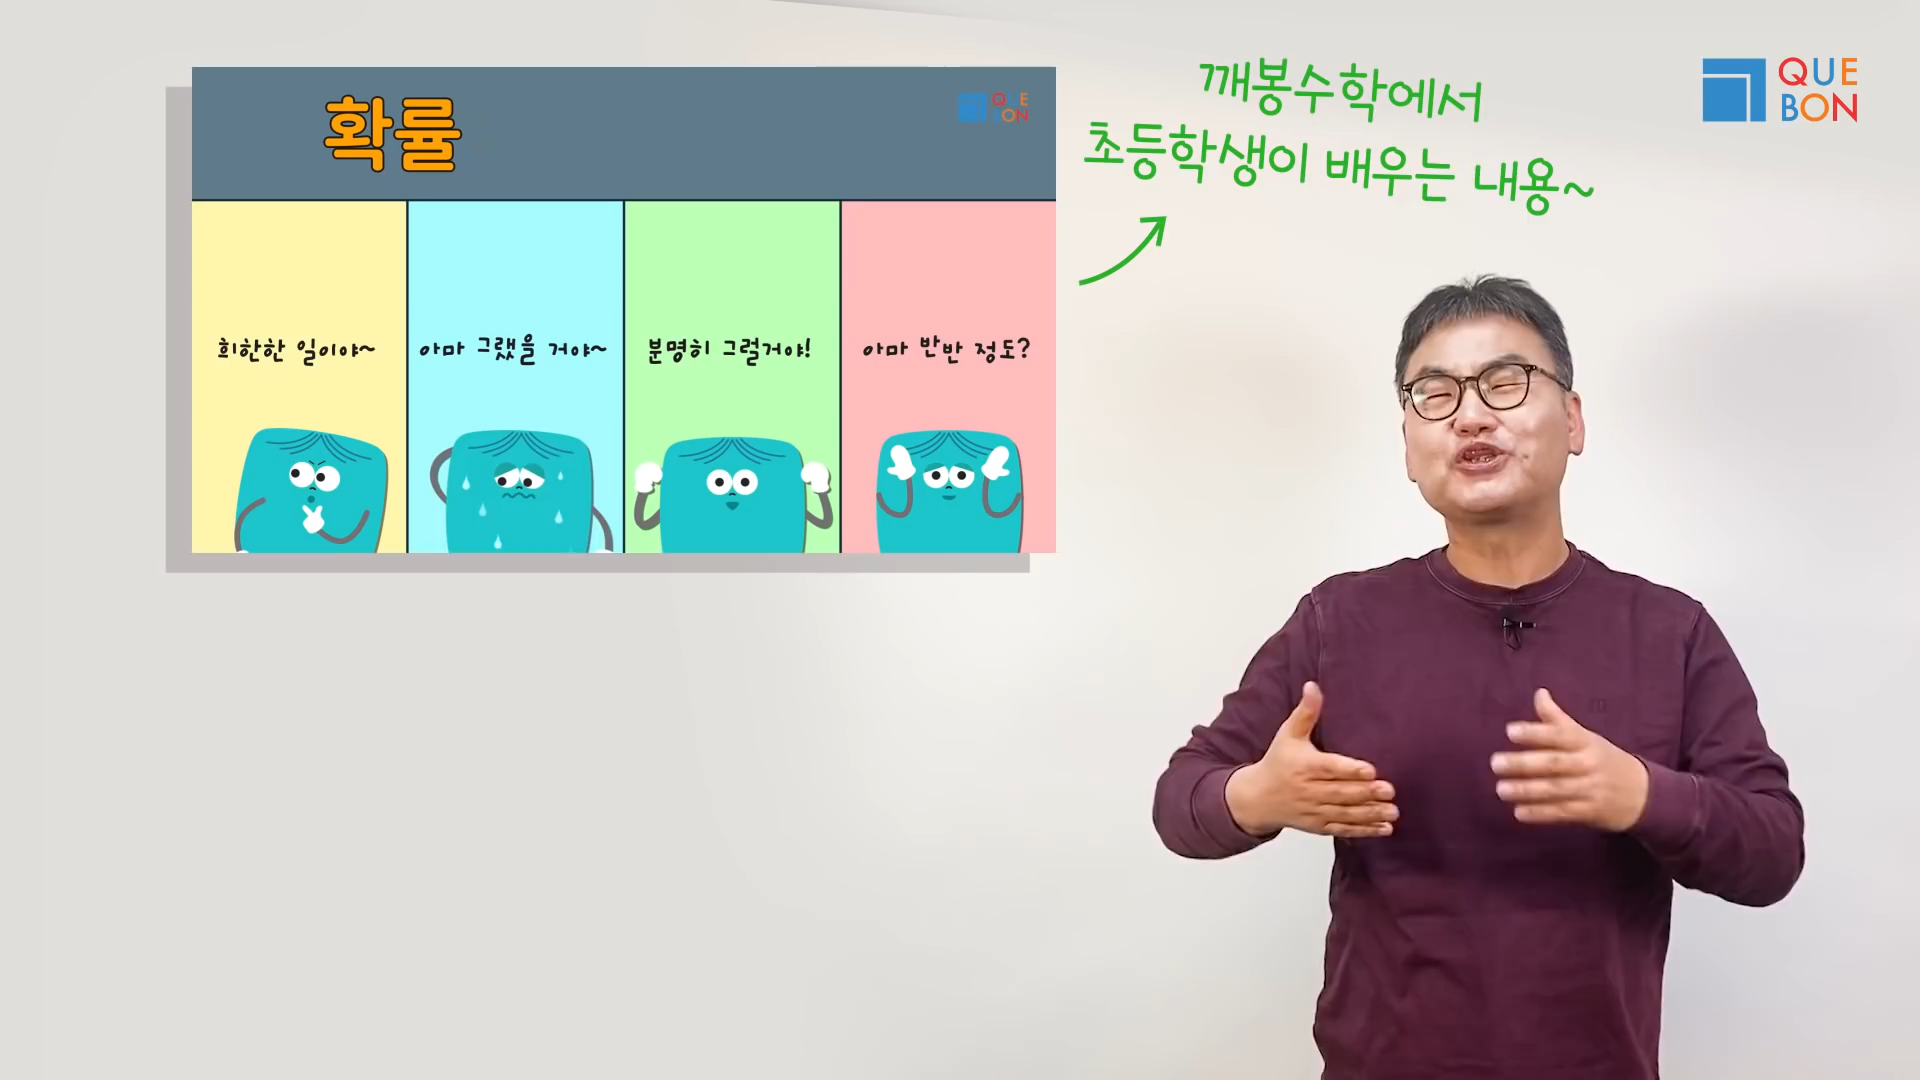 확률
QUE
BON
희한한 일이야~
아마 그랬을 거야~
분명히 그럴거야!
아마 반반 정도?
깨봉수학에서
초등학생이 배우는 내용~
QUE
BON